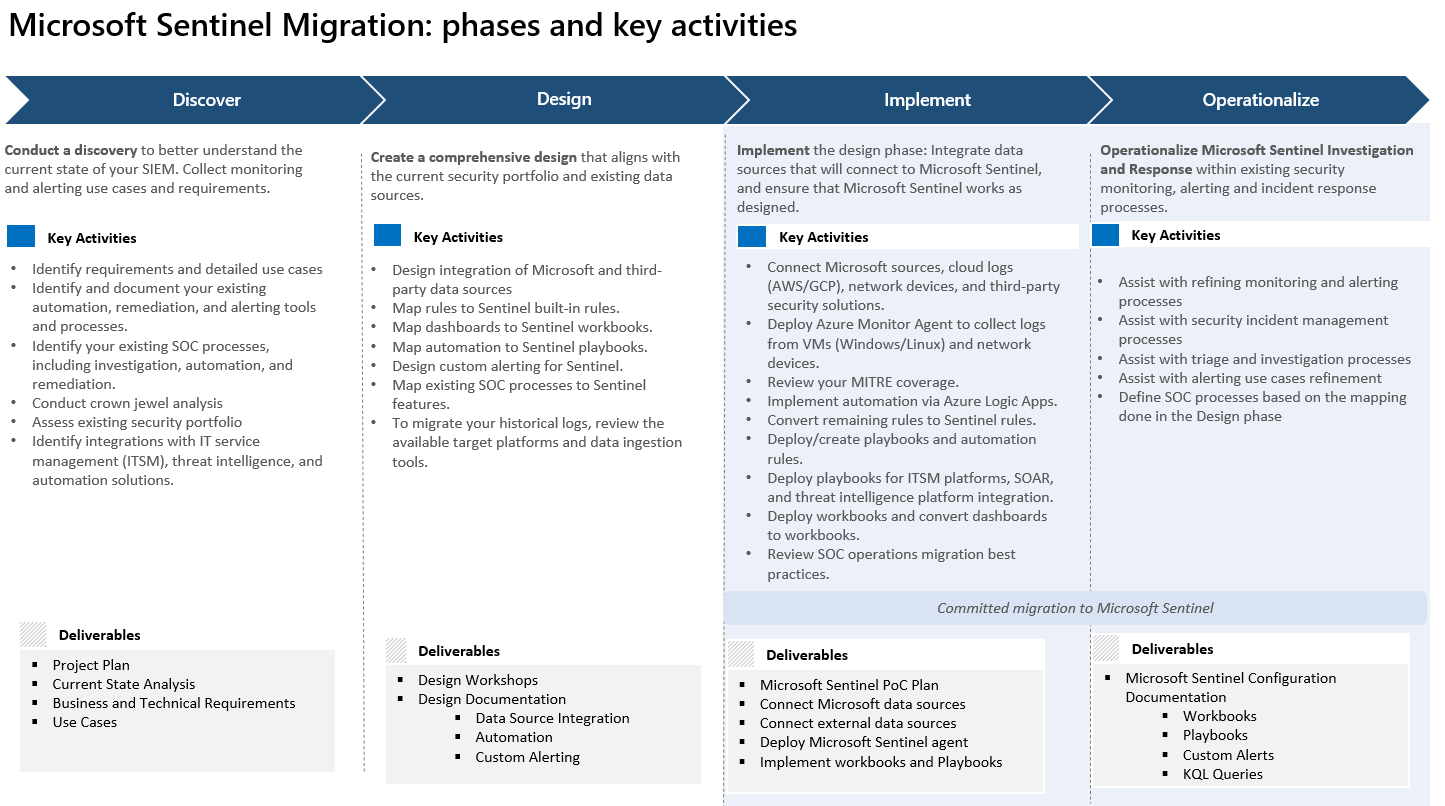 Microsoft Sentinel Migration: phases and key activities
Discover
Design
Implement
Operationalize
Conduct a discovery to better understand the
current state of your SIEM. Collect monitoring
and alerting use cases and requirements.
Key Activities
• Identify requirements and detailed use cases
• Identify and document your existing
automation, remediation, and alerting tools
and processes.
• Identify your existing SOC processes,
including investigation, automation, and
remediation.
• Conduct crown jewel analysis
• Assess existing security portfolio
• Identify integrations with IT service
management (ITSM), threat intelligence, and
automation solutions.
Deliverables
▪ Project Plan
▪ Current State Analysis
▪ Business and Technical Requirements
▪ Use Cases
Create a comprehensive design that aligns with
the current security portfolio and existing data
sources.
Key Activities
• Design integration of Microsoft and third-
party data sources
• Map rules to Sentinel built-in rules.
• Map dashboards to Sentinel workbooks.
• Map automation to Sentinel playbooks.
• Design custom alerting for Sentinel.
• Map existing SOC processes to Sentinel
features.
• To migrate your historical logs, review the
available target platforms and data ingestion
tools.
Deliverables
▪ Design Workshops
▪ Design Documentation
▪ Data Source Integration
▪ Automation
▪ Custom Alerting
Implement the design phase: Integrate data
sources that will connect to Microsoft Sentinel,
and ensure that Microsoft Sentinel works as
designed.
Key Activities
• Connect Microsoft sources, cloud logs
(AWS/GCP), network devices, and third-party
security solutions.
• Deploy Azure Monitor Agent to collect logs
from VMs (Windows/Linux) and network
devices.
• Review your MITRE coverage.
• Implement automation via Azure Logic Apps.
• Convert remaining rules to Sentinel rules.
• Deploy/create playbooks and automation
rules.
• Deploy playbooks for ITSM platforms, SOAR,
and threat intelligence platform integration.
• Deploy workbooks and convert dashboards
to workbooks.
• Review SOC operations migration best
practices.
Operationalize Microsoft Sentinel Investigation
and Response within existing security
monitoring, alerting and incident response
processes.
Key Activities
• Assist with refining monitoring and alerting
processes
• Assist with security incident management
processes
• Assist with triage and investigation processes
• Assist with alerting use cases refinement
• Define SOC processes based on the mapping
done in the Design phase
Committed migration to Microsoft Sentinel
Deliverables
▪ Microsoft Sentinel PoC Plan
▪ Connect Microsoft data sources
▪ Connect external data sources
▪ Deploy Microsoft Sentinel agent
▪ Implement workbooks and Playbooks
Deliverables
▪ Microsoft Sentinel Configuration
Documentation
▪ Workbooks
▪ Playbooks
▪ Custom Alerts
▪ KQL Queries